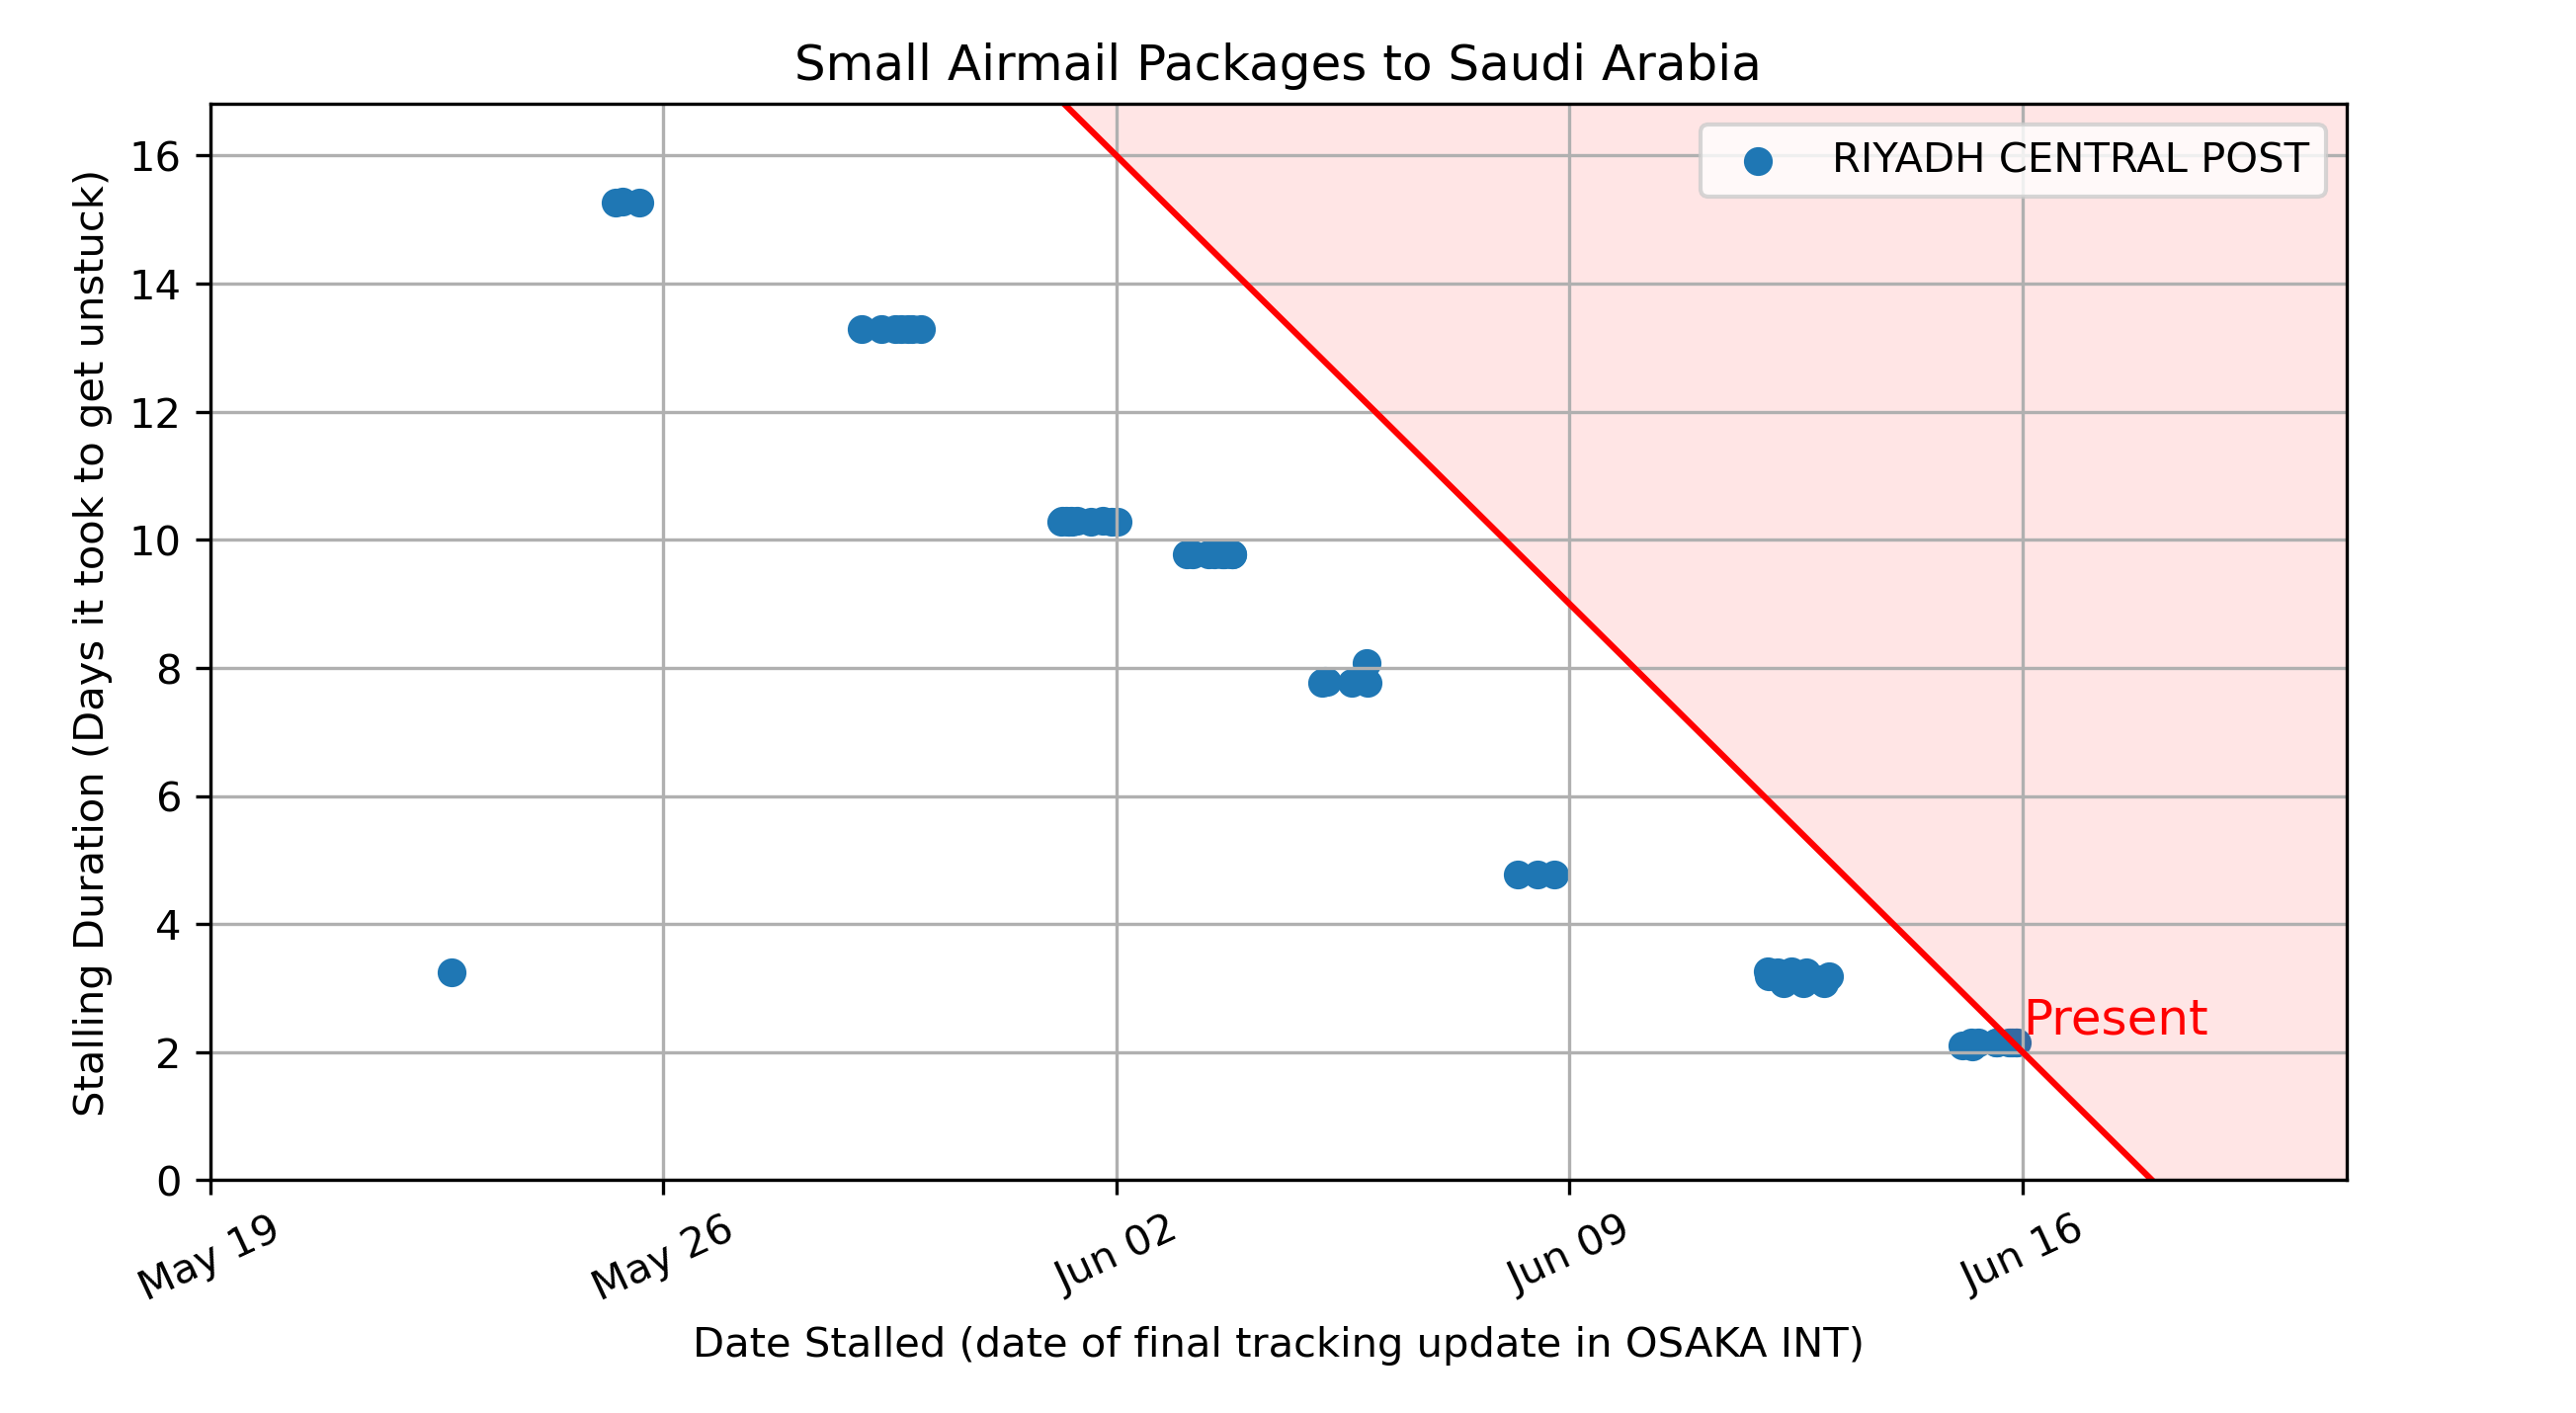 Small Airmail Packages to Saudi Arabia
RIYADH CENTRAL POST
Stalling Duration (Days it took to get unstuck)
16
14
12
10
8
6
4
2
0
Present
May 19
May 26
Jun 02
Jun 09
Jun 16
Date Stalled (date of final tracking update in OSAKA INT)